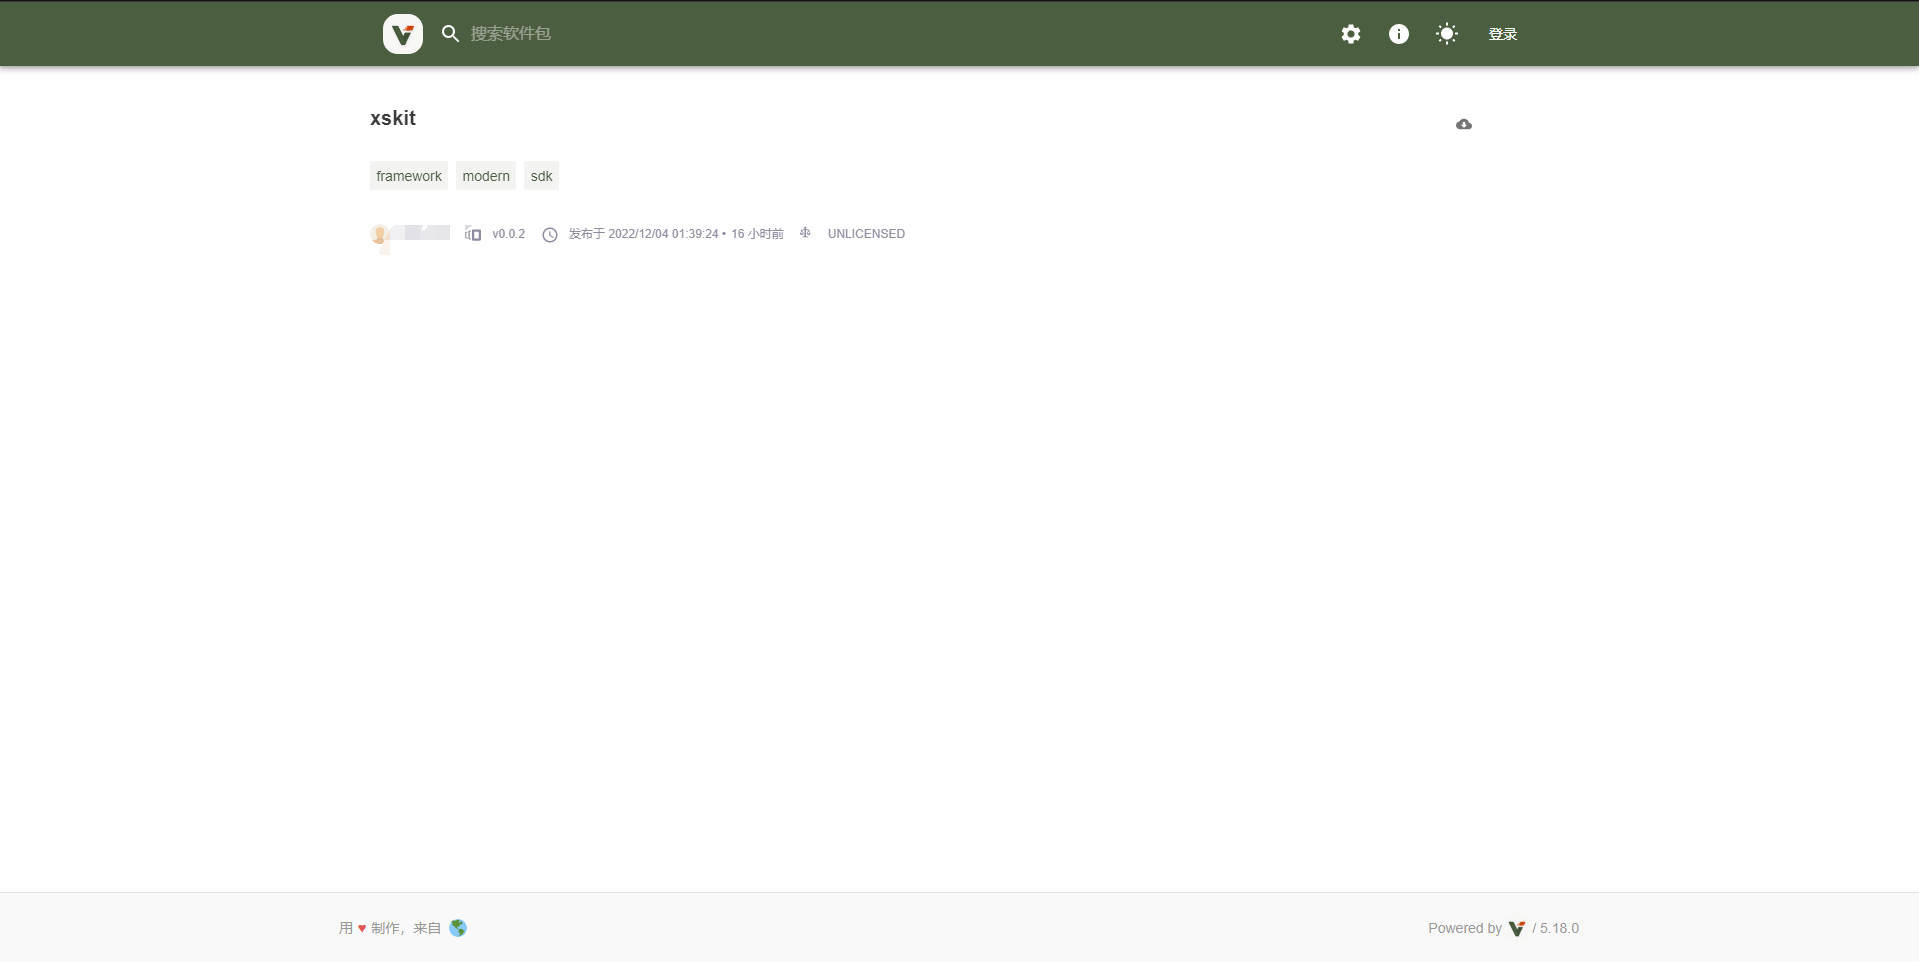 搜索软件包
登录
xskit
framework modern sdk
v0.0.2 发布于 2022/12/04 01:39:24 • 16 小时前 UNLICENSED
用 ♥ 制作，来自
Powered by / 5.18.0